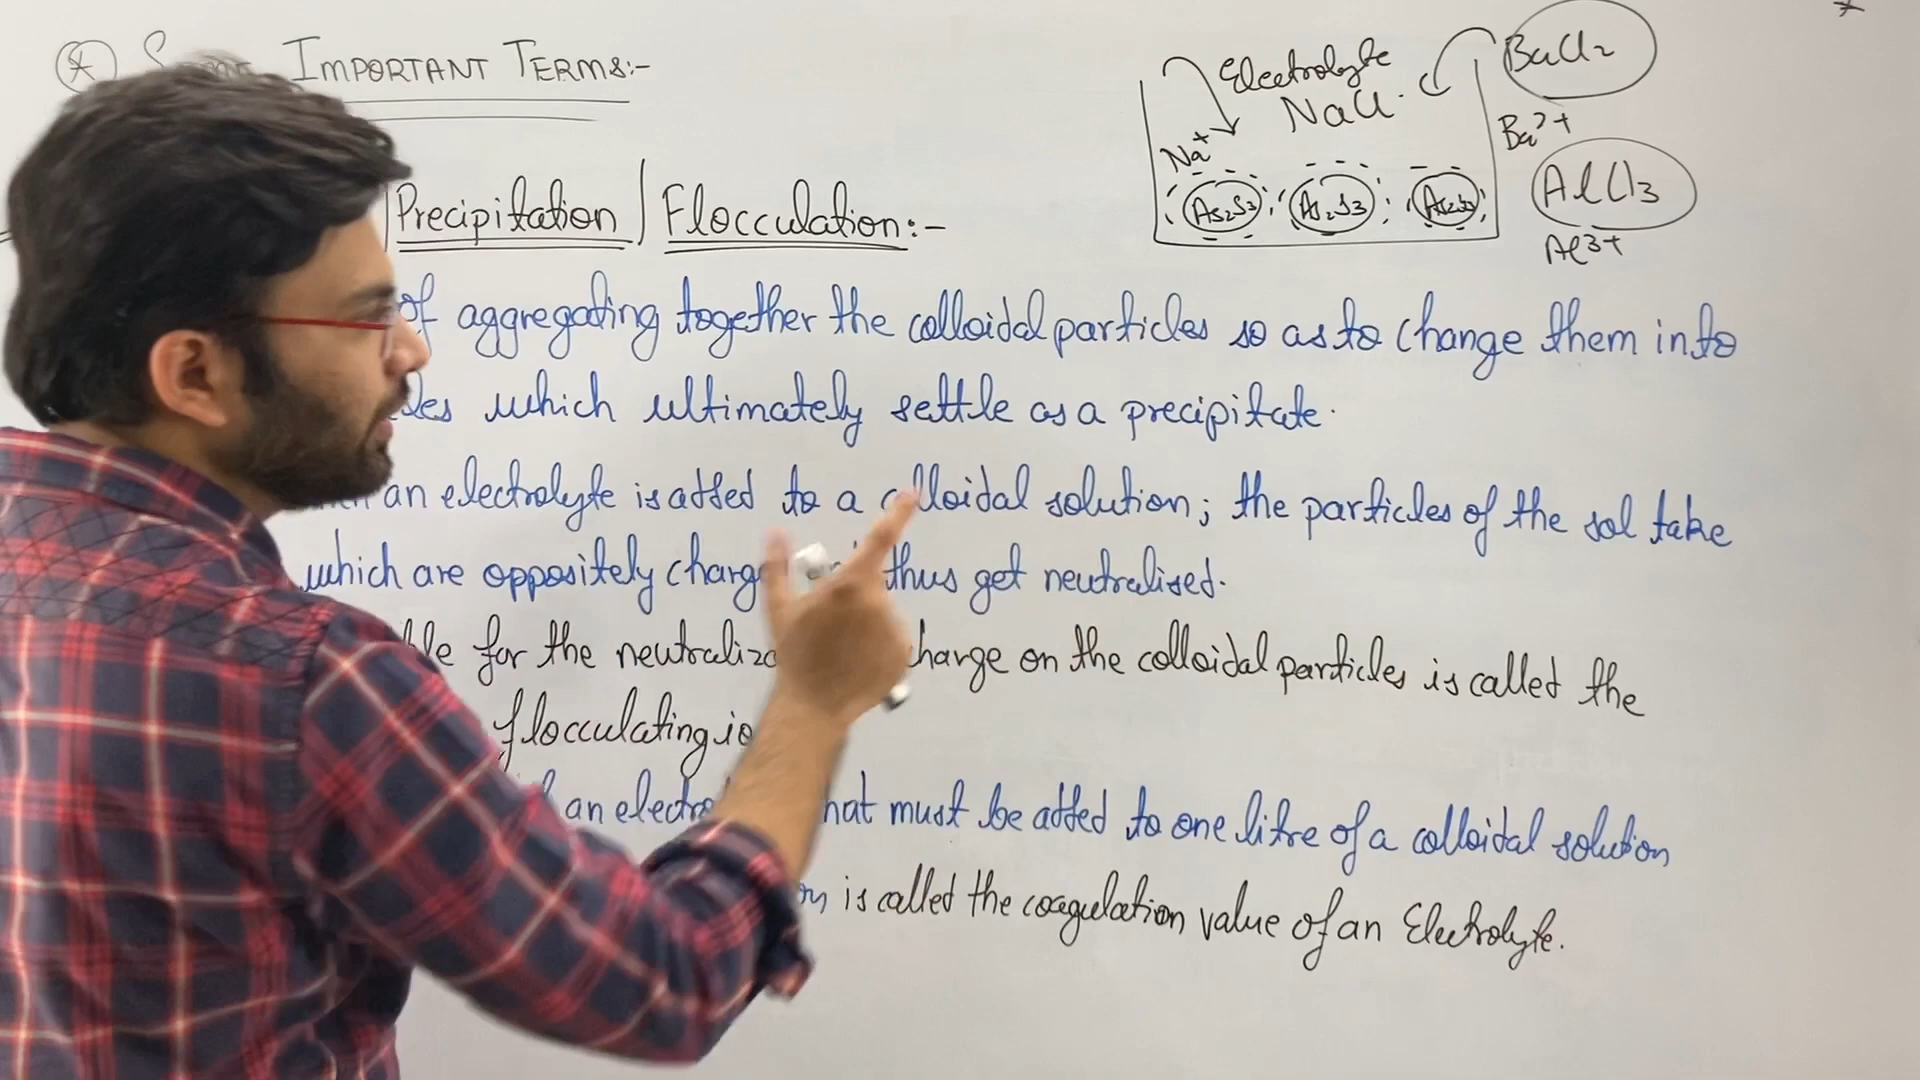 IMPORTANT TERMS:-
Precipitation / Flocculation:-
of aggregating together the colloidal particles so as to change them into
which ultimately settle as a precipitate.
an electrolyte is added to a colloidal solution; the particles of the sol take
which are oppositely charge thus get neutralised.
for the neutraliza harge on the colloidal particles is called the
flocculating io
an electro hat must be added to one litre of a colloidal solution
is called the coagulation value of an Electrolyte.
Electrolyte
NaCl
BaCl2
Na+
Ba2+
As2S3 As2S3 As2S3
AlCl3
Al3+